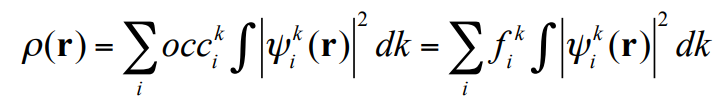 ρ(r) = ∑_i occ_i^k ∫|ψ_i^k(r)|^2 dk = ∑_i f_i^k ∫|ψ_i^k(r)|^2 dk